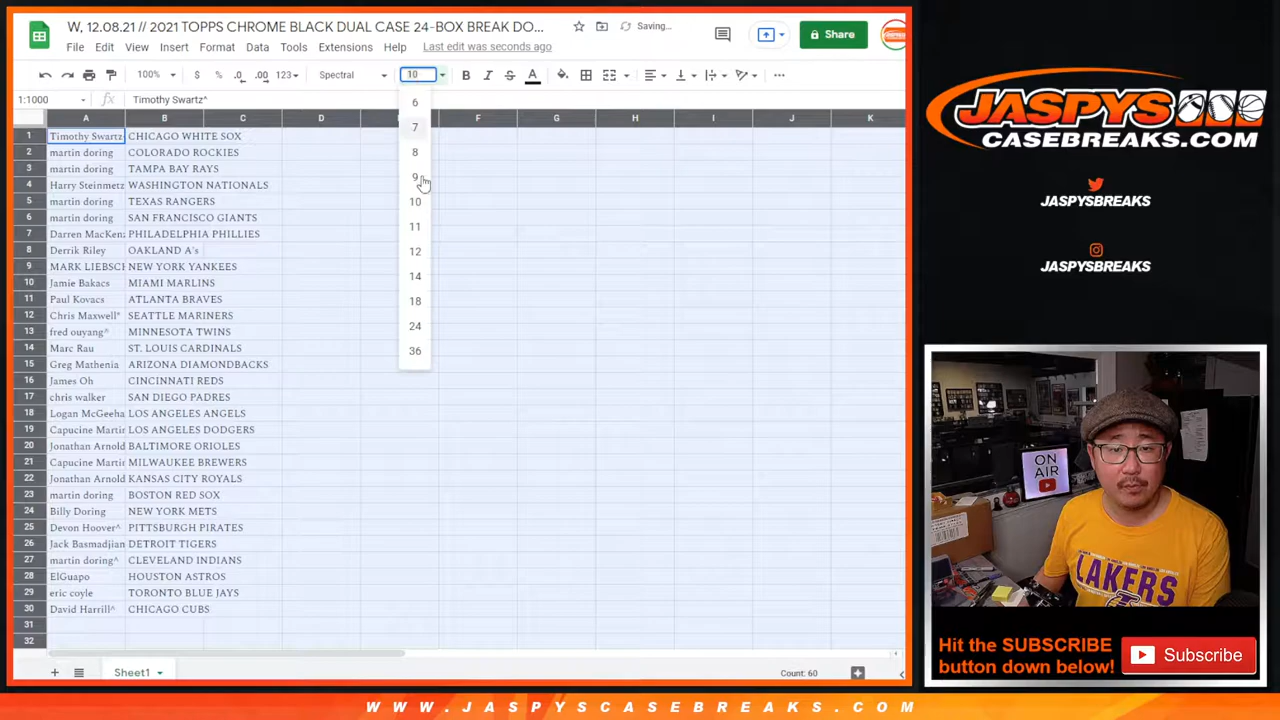 W, 12.08.21 // 2021 TOPPS CHROME BLACK DUAL CASE 24-BOX BREAK DO...
Saving...
Share
File Edit View Insert Format Data Tools Extensions Help Last edit was seconds ago
100% $ % .0 .00 123 Spectral 10 B I S A
1:1000 fx Timothy Swartz^
A B C D F G H I J K
1 Timothy Swartz CHICAGO WHITE SOX
2 martin doring COLORADO ROCKIES
3 martin doring TAMPA BAY RAYS
4 Harry Steinmetz WASHINGTON NATIONALS
5 martin doring TEXAS RANGERS
6 martin doring SAN FRANCISCO GIANTS
7 Darren MacKenz PHILADELPHIA PHILLIES
8 Derrik Riley OAKLAND A's
9 MARK LIEBSCH NEW YORK YANKEES
10 Jamie Bakacs MIAMI MARLINS
11 Paul Kovacs ATLANTA BRAVES
12 Chris Maxwell^ SEATTLE MARINERS
13 fred ouyang^ MINNESOTA TWINS
14 Marc Rau ST. LOUIS CARDINALS
15 Greg Mathenia ARIZONA DIAMONDBACKS
16 James Oh CINCINNATI REDS
17 chris walker SAN DIEGO PADRES
18 Logan McGeeha LOS ANGELES ANGELS
19 Capucine Martin LOS ANGELES DODGERS
20 Jonathan Arnold BALTIMORE ORIOLES
21 Capucine Martin MILWAUKEE BREWERS
22 Jonathan Arnold KANSAS CITY ROYALS
23 martin doring BOSTON RED SOX
24 Billy Doring NEW YORK METS
25 Devon Hoover^ PITTSBURGH PIRATES
26 Jack Basmadjian DETROIT TIGERS
27 martin doring^ CLEVELAND INDIANS
28 ElGuapo HOUSTON ASTROS
29 eric coyle TORONTO BLUE JAYS
30 David Harrill^ CHICAGO CUBS
31
32
6
7
8
9
10
11
12
14
18
24
36
Sheet1
Count: 60
JASPYS
CASEBREAKS.COM
JASPYSBREAKS
JASPYSBREAKS
ON
AIR
LAKERS
Hit the SUBSCRIBE
button down below!
Subscribe
WWW.JASPYSCASEBREAKS.COM